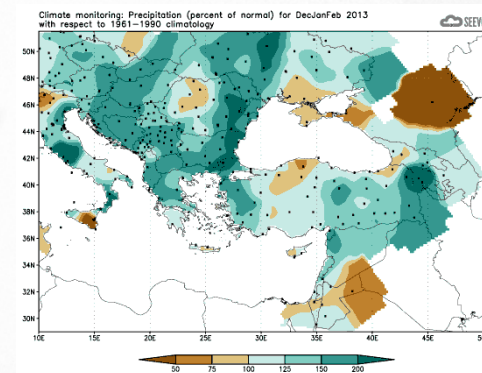 Climate monitoring: Precipitation (percent of normal) for DecJanFeb 2013
with respect to 1961-1990 climatology
SEEV
50N
48N
46N
44N
42N
40N
38N
36N
34N
32N
30N
10E 15E 20E 25E 30E 35E 40E 45E
50 75 100 125 150 200